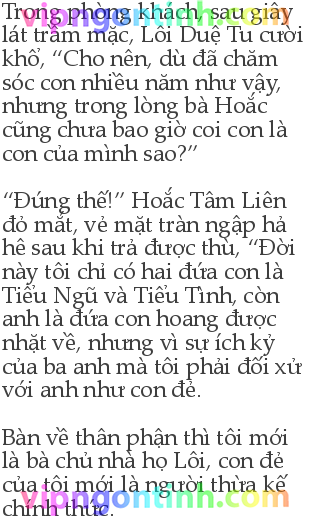 Trong phòng khách, sau giây
lát trầm mặc, Lôi Duệ Tu cười
khổ, “Cho nên, dù đã chăm
sóc con nhiều năm như vậy,
nhưng trong lòng bà Hoắc
cũng chưa bao giờ coi con là
con của mình sao?”
“Đúng thế!” Hoắc Tâm Liên
đỏ mắt, vẻ mặt tràn ngập hả
hê sau khi trả được thù, “Đời
này tôi chỉ có hai đứa con là
Tiểu Ngũ và Tiểu Tình, còn
anh là đứa con hoang được
nhặt về, nhưng vì sự ích kỷ
của ba anh mà tôi phải đối xử
với anh như con đẻ.
Bàn về thân phận thì tôi mới
là bà chủ nhà họ Lôi, con đẻ
của tôi mới là người thừa kế
chính thức.
vipngontinh.com
vipngontinh.com